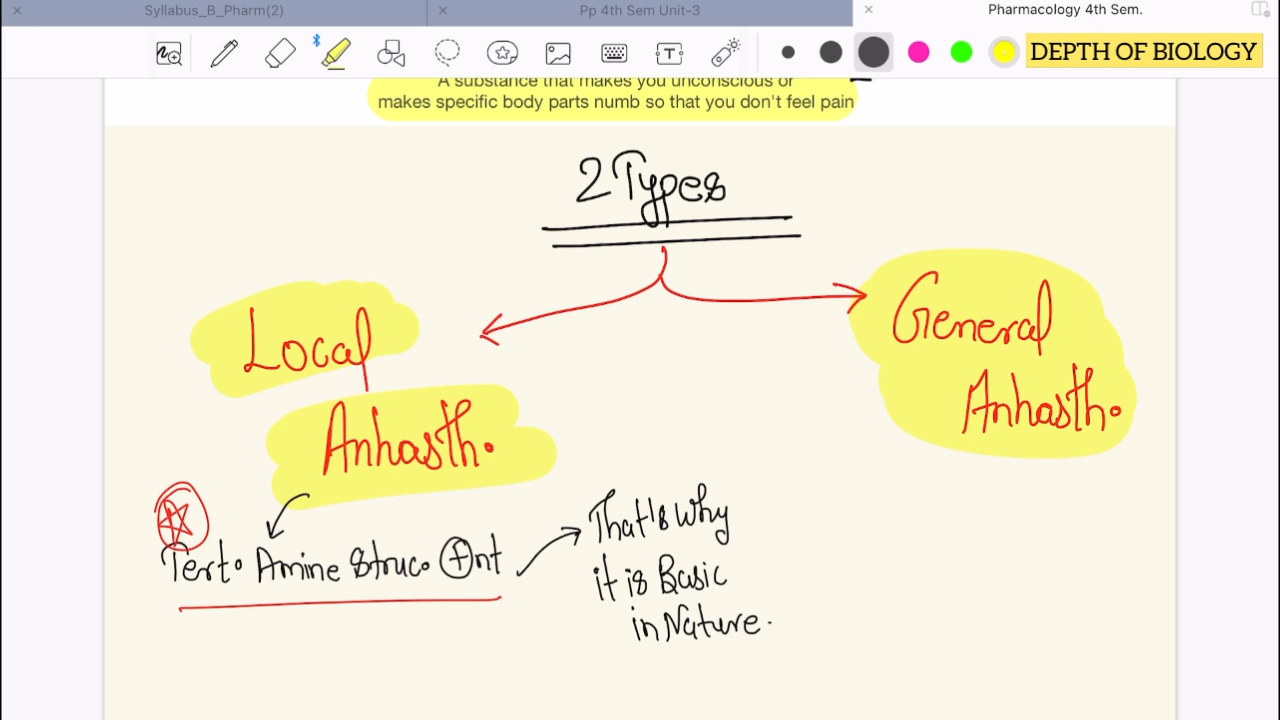 Syllabus_B_Pharm(2)
Pp 4th Sem Unit-3
Pharmacology 4th Sem.
DEPTH OF BIOLOGY
A substance that makes you unconscious or
makes specific body parts numb so that you don't feel pain
2 Types
Local
Anhasth.
General
Anhasth.
Tert. Amine Struc. ⊕nt
That's Why
it is Basic
in Nature.